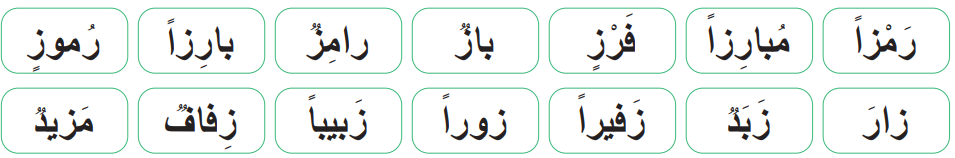 رَمْزاً مُبارِزاً فَرْزٍ بازٌ رامِزٌ بارِزاً رُموزٍ
زارَ زَبَدٌ زَفيراً زوراً زَبيباً زِفافٌ مَزيدٌ